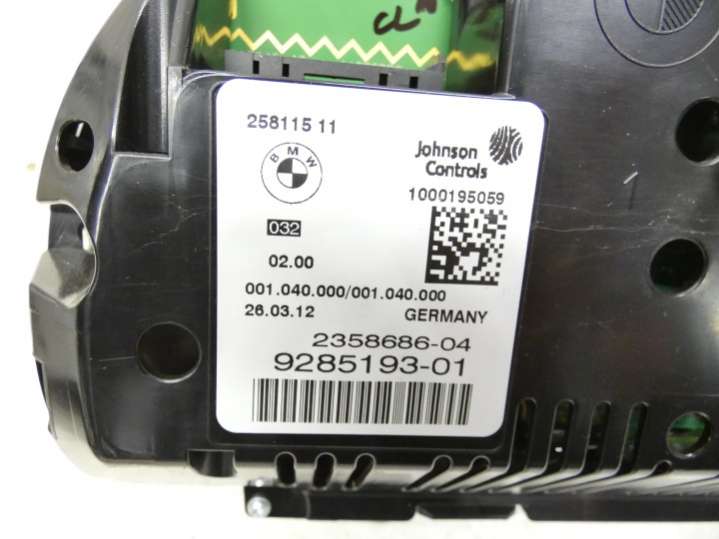 CL
258115 11
BMW
Johnson
Controls
1000195059
032
02.00
001.040.000/001.040.000
26.03.12 GERMANY
2358686-04
9285193-01